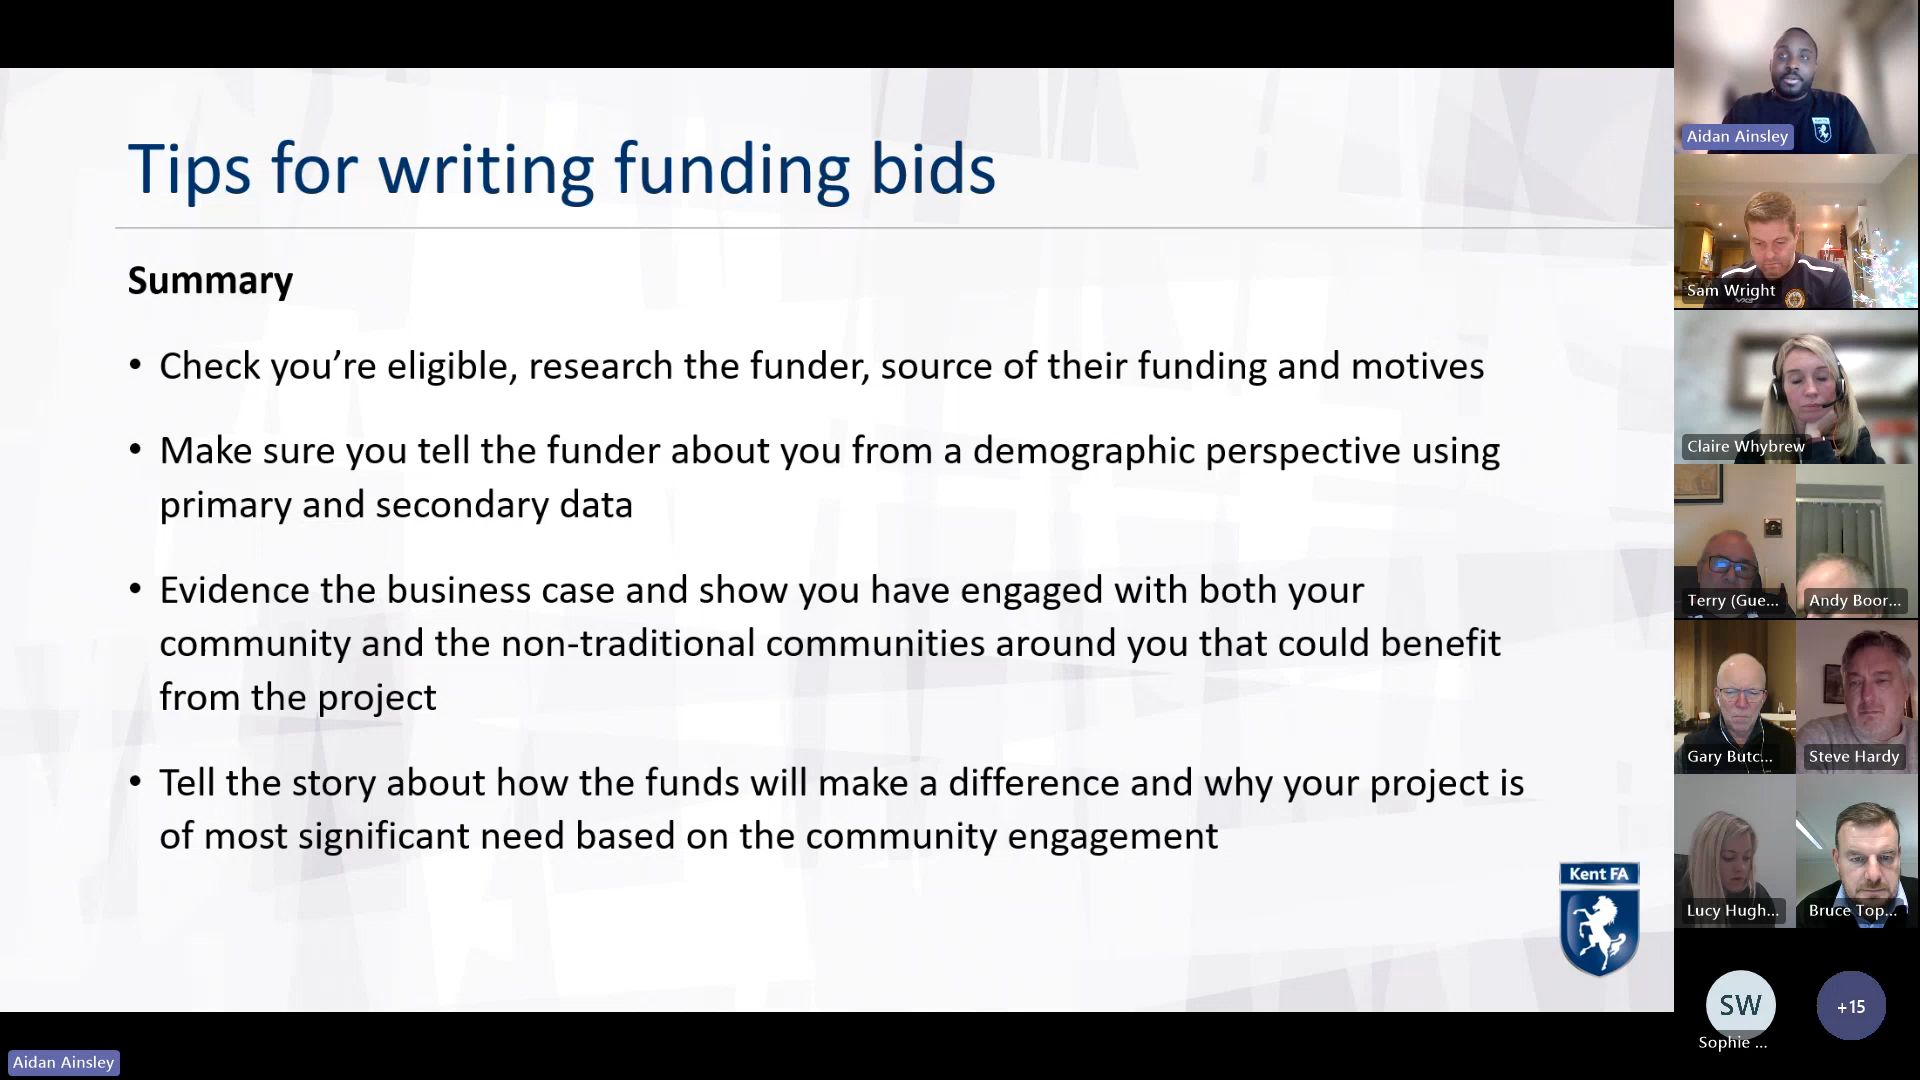 Tips for writing funding bids
Summary
• Check you’re eligible, research the funder, source of their funding and motives
• Make sure you tell the funder about you from a demographic perspective using
primary and secondary data
• Evidence the business case and show you have engaged with both your
community and the non-traditional communities around you that could benefit
from the project
• Tell the story about how the funds will make a difference and why your project is
of most significant need based on the community engagement
Kent FA
Aidan Ainsley
Aidan Ainsley
Sam Wright
Claire Whybrew
Terry (Gue...
Andy Boor...
Gary Butc...
Steve Hardy
Lucy Hugh...
Bruce Top...
SW
Sophie ...
+15